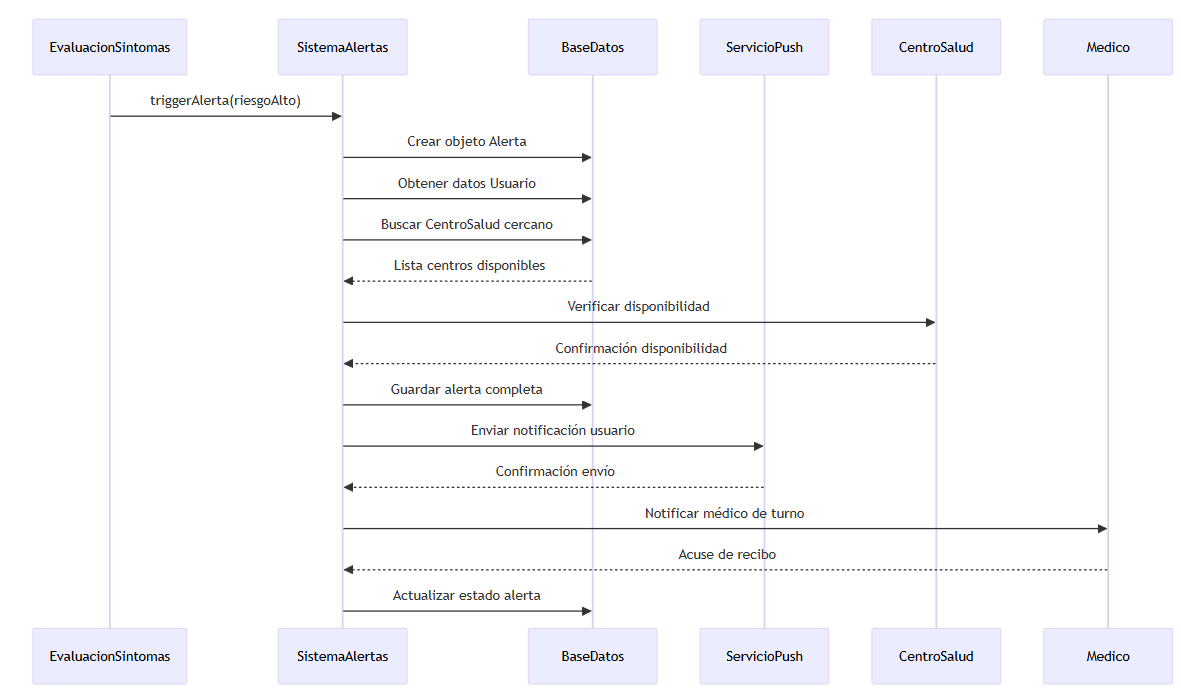 EvaluacionSintomas
SistemaAlertas
BaseDatos
ServicioPush
CentroSalud
Medico
triggerAlerta(riesgoAlto)
Crear objeto Alerta
Obtener datos Usuario
Buscar CentroSalud cercano
Lista centros disponibles
Verificar disponibilidad
Confirmación disponibilidad
Guardar alerta completa
Enviar notificación usuario
Confirmación envío
Notificar médico de turno
Acuse de recibo
Actualizar estado alerta
EvaluacionSintomas
SistemaAlertas
BaseDatos
ServicioPush
CentroSalud
Medico